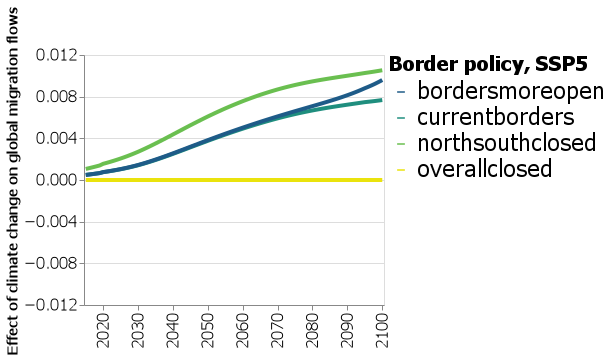 Effect of climate change on global migration flows
0.012
0.008
0.004
0.000
−0.004
−0.008
−0.012
2020
2030
2040
2050
2060
2070
2080
2090
2100
Border policy, SSP5
bordersmoreopen
currentborders
northsouthclosed
overallclosed